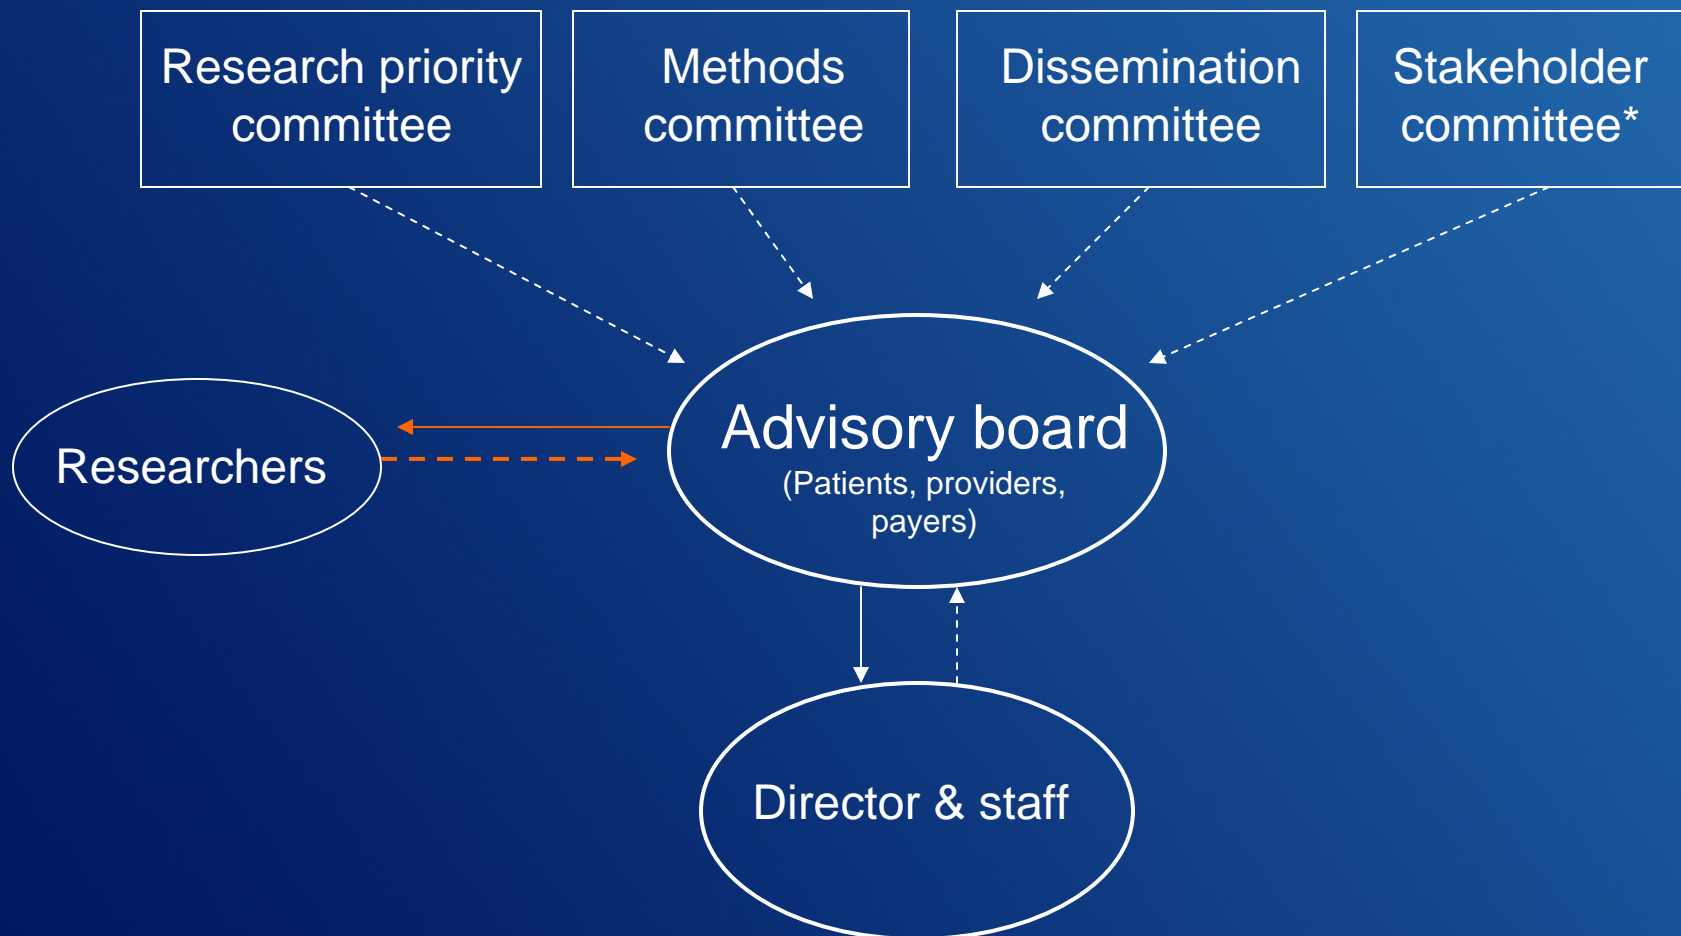 Research priority
committee
Methods
committee
Dissemination
committee
Stakeholder
committee*
Researchers
Advisory board
(Patients, providers,
payers)
Director & staff